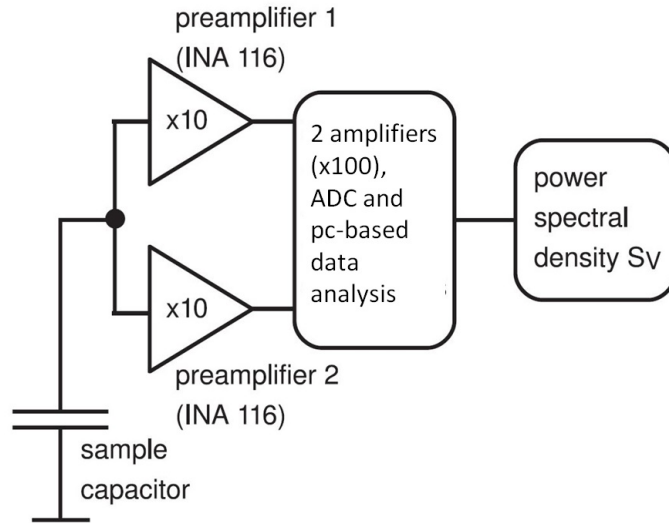 preamplifier 1
(INA 116)
x10
2 amplifiers
(x100),
ADC and
pc-based
data
analysis
power
spectral
density SV
x10
preamplifier 2
(INA 116)
sample
capacitor